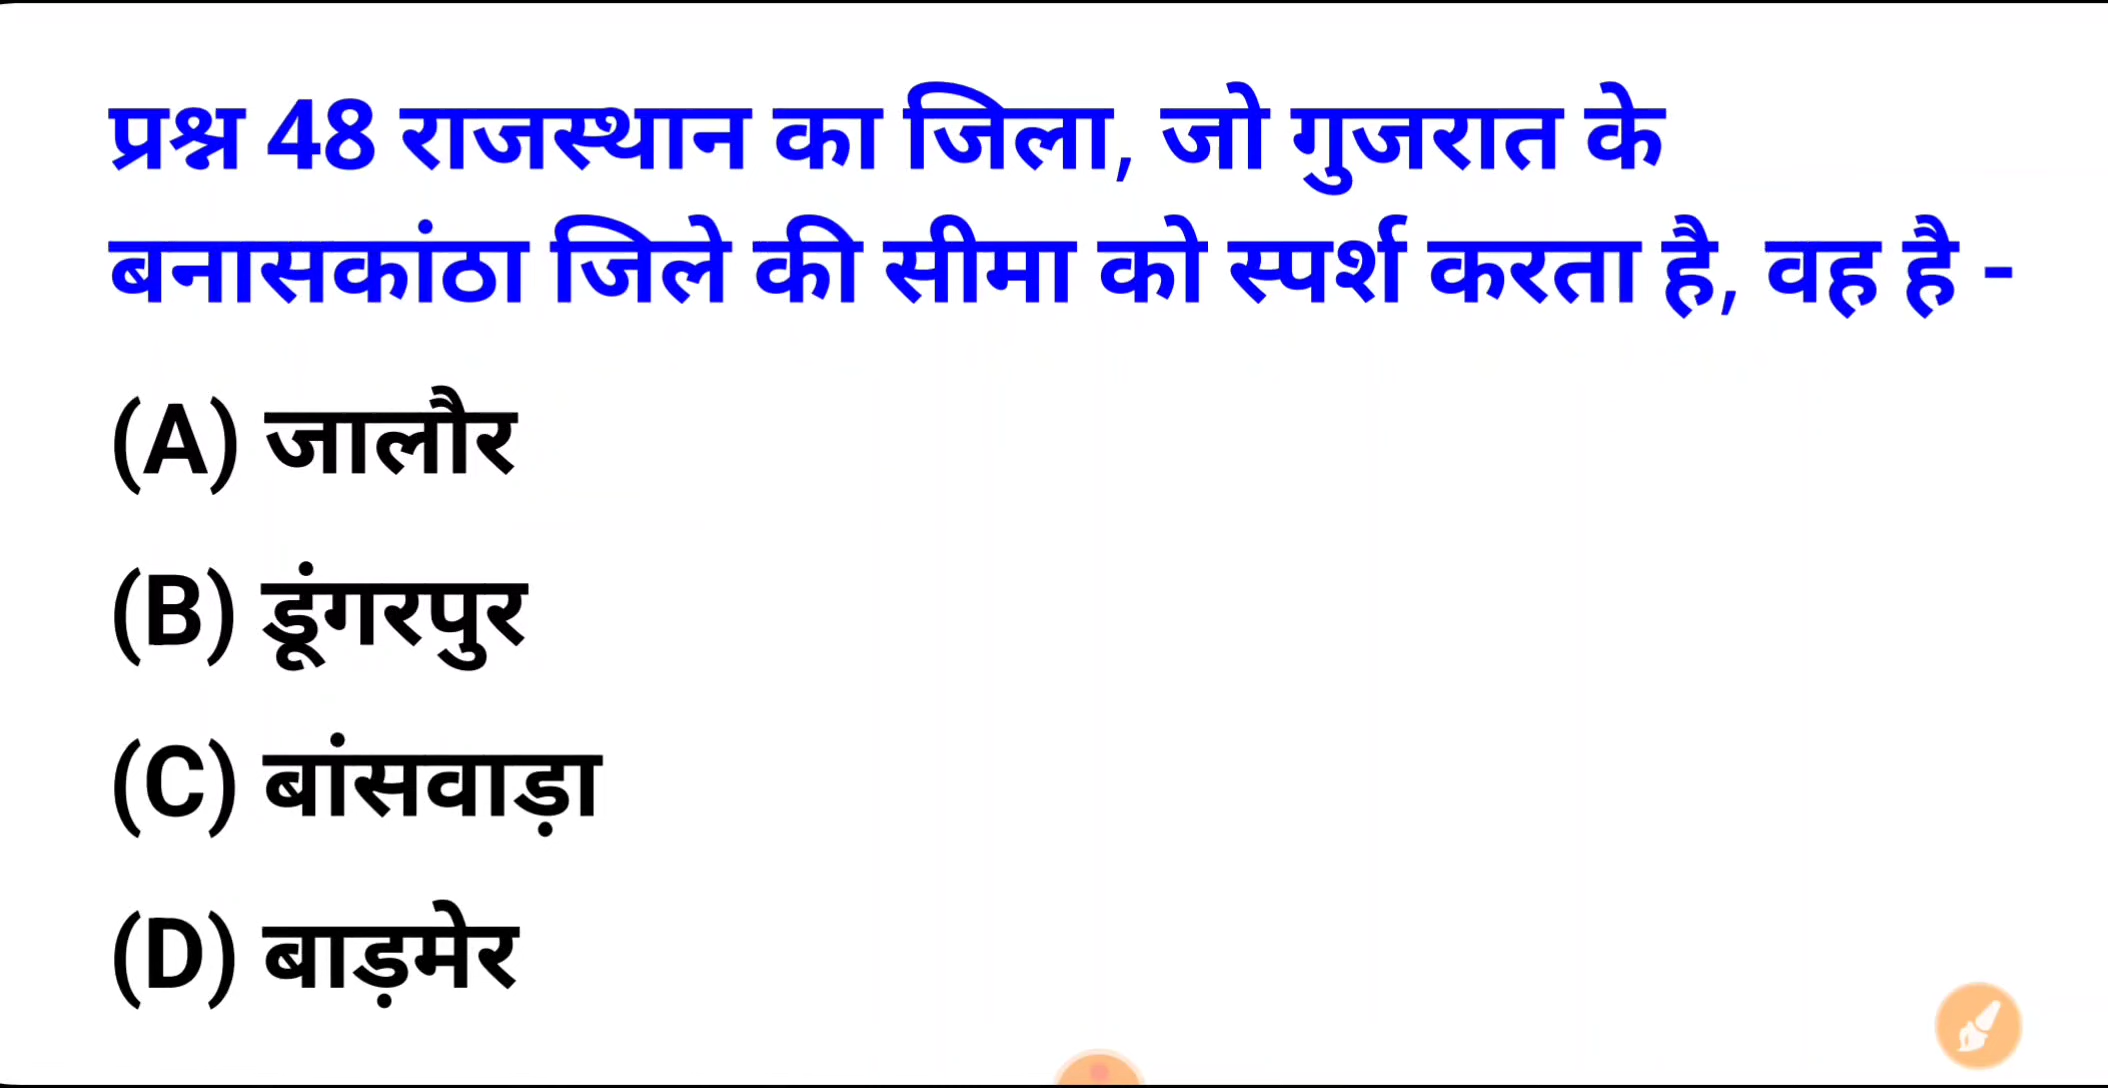 प्रश्न 48 राजस्थान का जिला, जो गुजरात के
बनासकांठा जिले की सीमा को स्पर्श करता है, वह है -
(A) जालौर
(B) डूंगरपुर
(C) बांसवाड़ा
(D) बाड़मेर